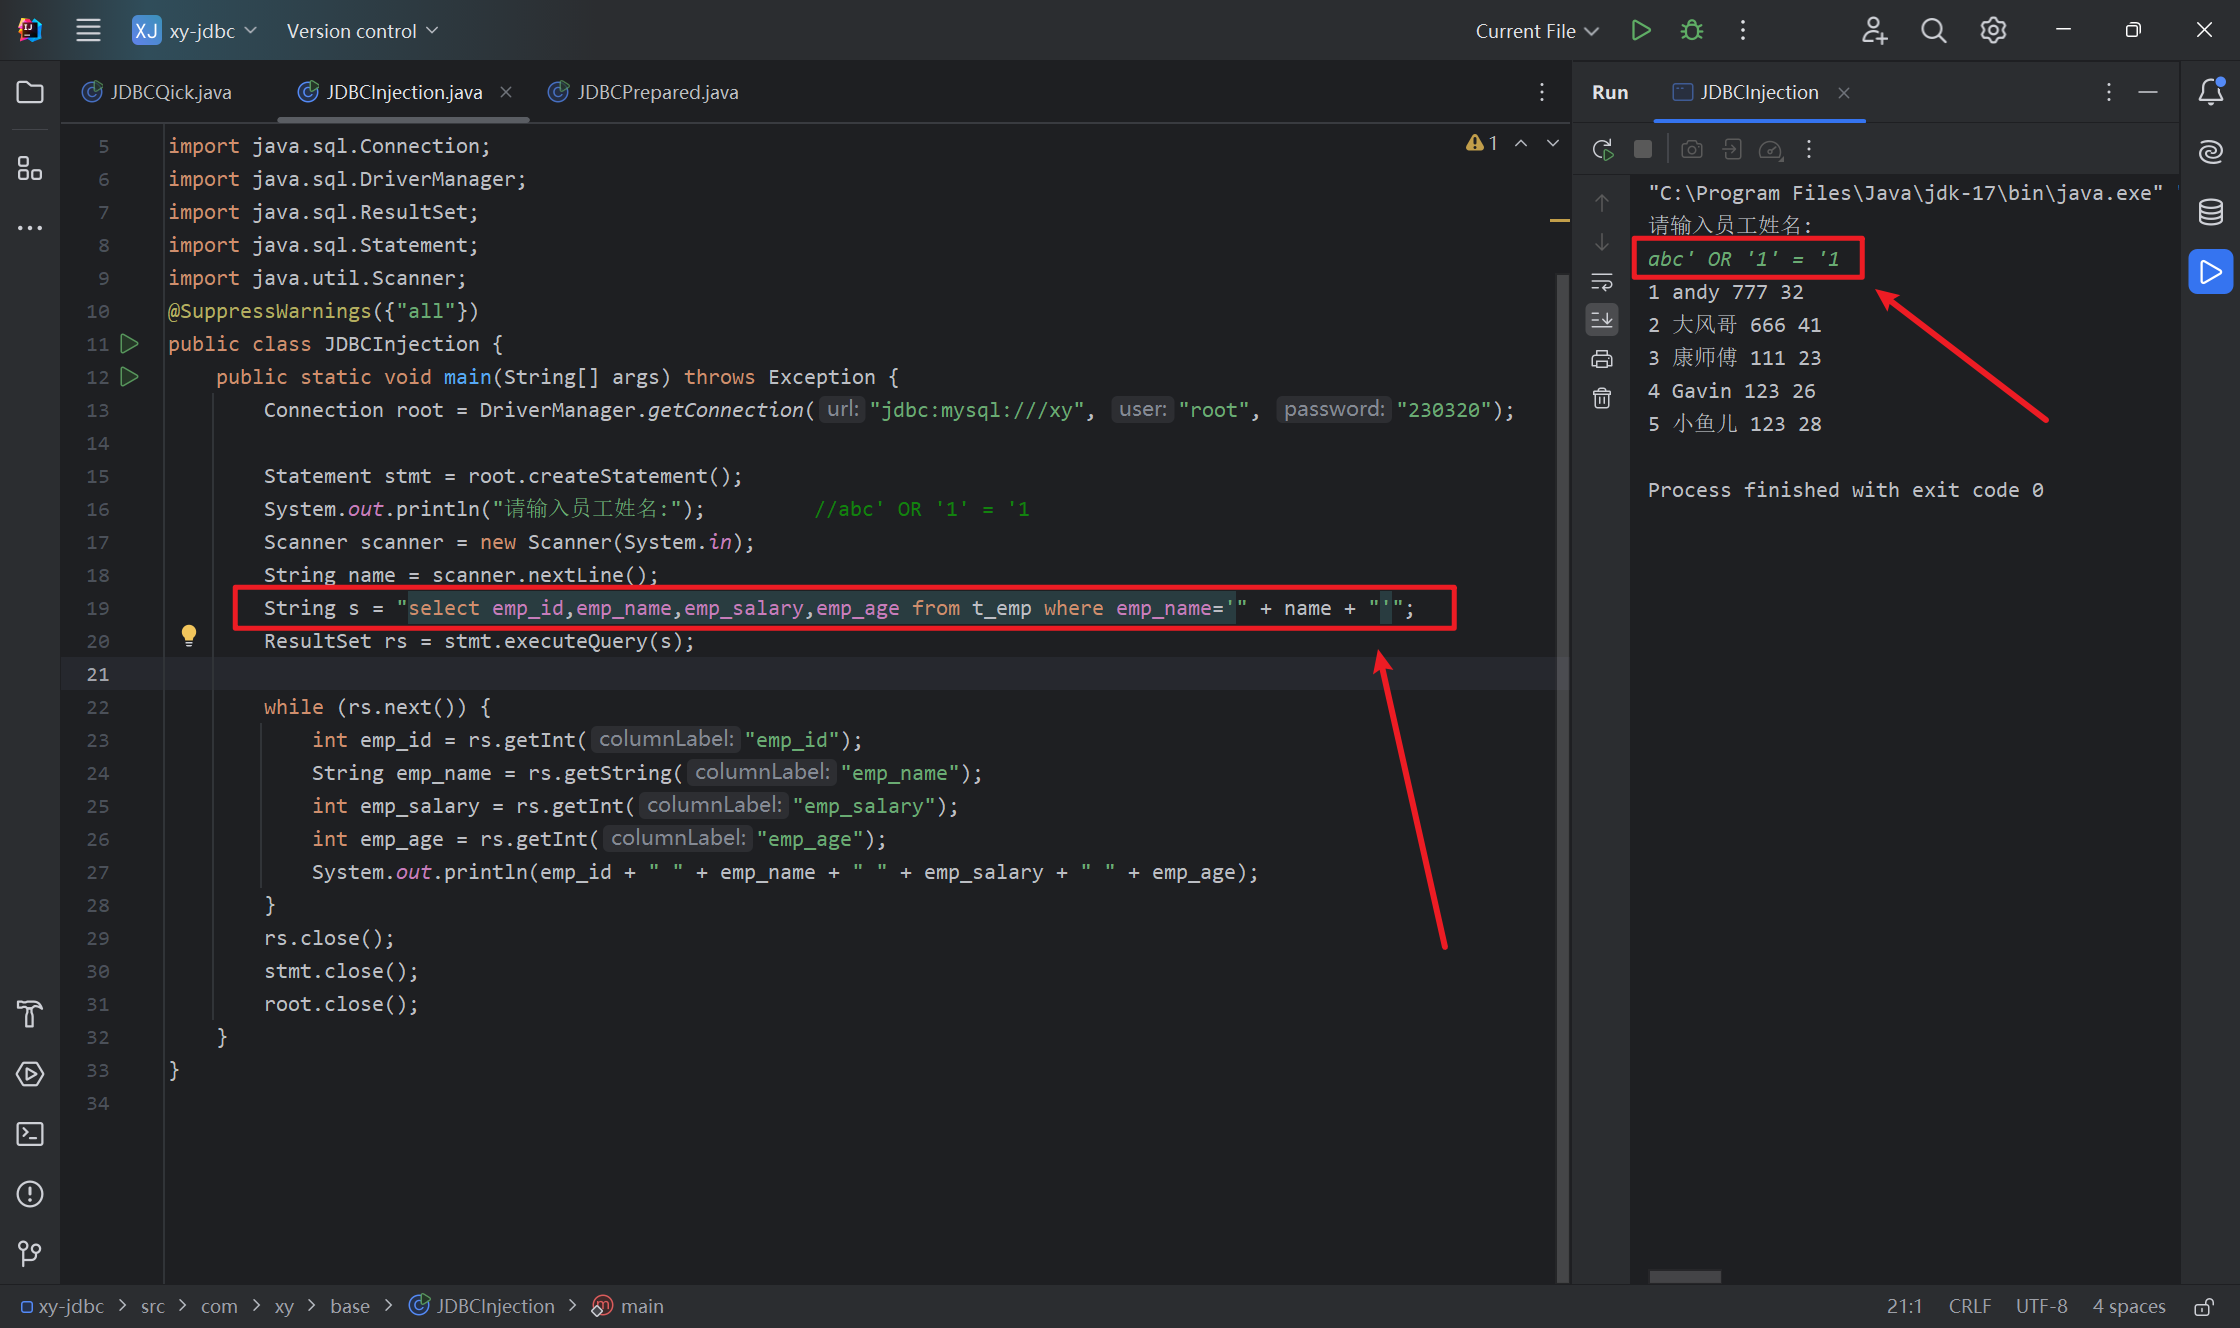 XJ xy-jdbc Version control Current File
JDBCQick.java JDBCInjection.java JDBCPrepared.java
Run JDBCInjection
5 import java.sql.Connection;
6 import java.sql.DriverManager;
7 import java.sql.ResultSet;
8 import java.sql.Statement;
9 import java.util.Scanner;
10 @SuppressWarnings({"all"})
11 public class JDBCInjection {
12 public static void main(String[] args) throws Exception {
13 Connection root = DriverManager.getConnection( url: "jdbc:mysql:///xy", user: "root", password: "230320");
14
15 Statement stmt = root.createStatement();
16 System.out.println("请输入员工姓名:"); //abc' OR '1' = '1
17 Scanner scanner = new Scanner(System.in);
18 String name = scanner.nextLine();
19 String s = "select emp_id,emp_name,emp_salary,emp_age from t_emp where emp_name='" + name + "'";
20 ResultSet rs = stmt.executeQuery(s);
21
22 while (rs.next()) {
23 int emp_id = rs.getInt( columnLabel: "emp_id");
24 String emp_name = rs.getString( columnLabel: "emp_name");
25 int emp_salary = rs.getInt( columnLabel: "emp_salary");
26 int emp_age = rs.getInt( columnLabel: "emp_age");
27 System.out.println(emp_id + " " + emp_name + " " + emp_salary + " " + emp_age);
28 }
29 rs.close();
30 stmt.close();
31 root.close();
32 }
33 }
34
1
"C:\Program Files\Java\jdk-17\bin\java.exe"
请输入员工姓名:
abc' OR '1' = '1
1 andy 777 32
2 大风哥 666 41
3 康师傅 111 23
4 Gavin 123 26
5 小鱼儿 123 28
Process finished with exit code 0
xy-jdbc > src > com > xy > base > JDBCInjection > main
21:1 CRLF UTF-8 4 spaces